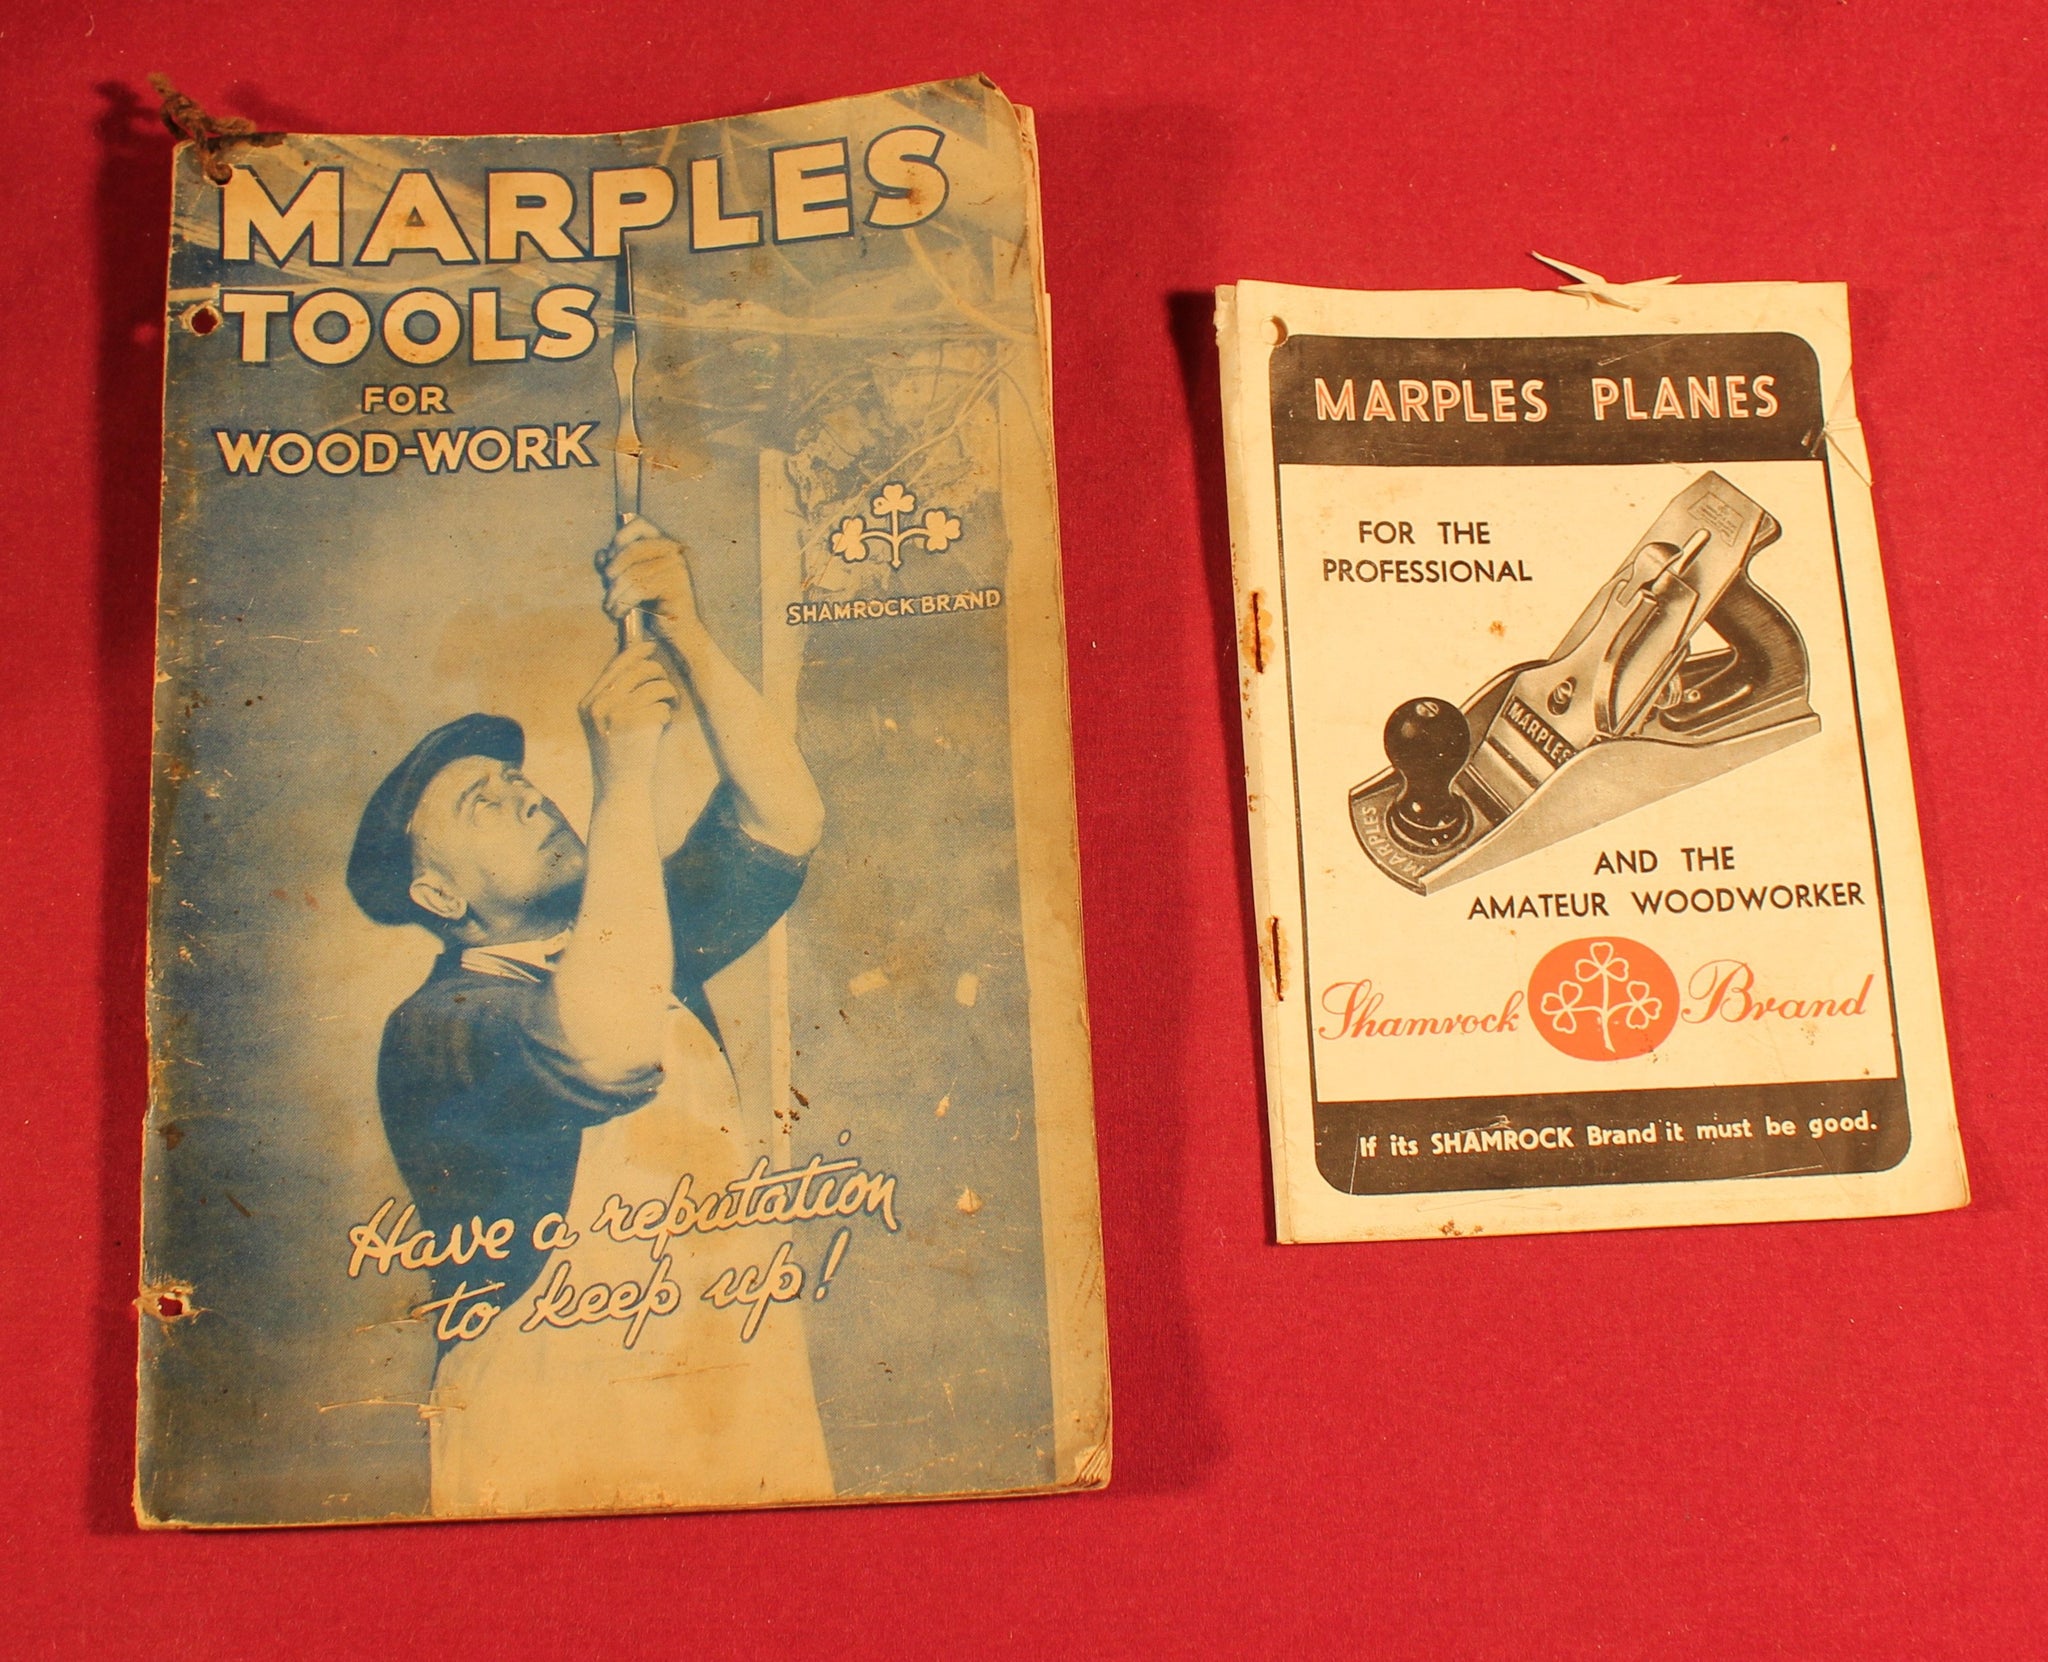 MARPLES
TOOLS
FOR
WOOD-WORK
SHAMROCK BRAND
Have a reputation
to keep up!
MARPLES PLANES
FOR THE
PROFESSIONAL
MARPLES
MARPLES
AND THE
AMATEUR WOODWORKER
Shamrock Brand
If its SHAMROCK Brand it must be good.